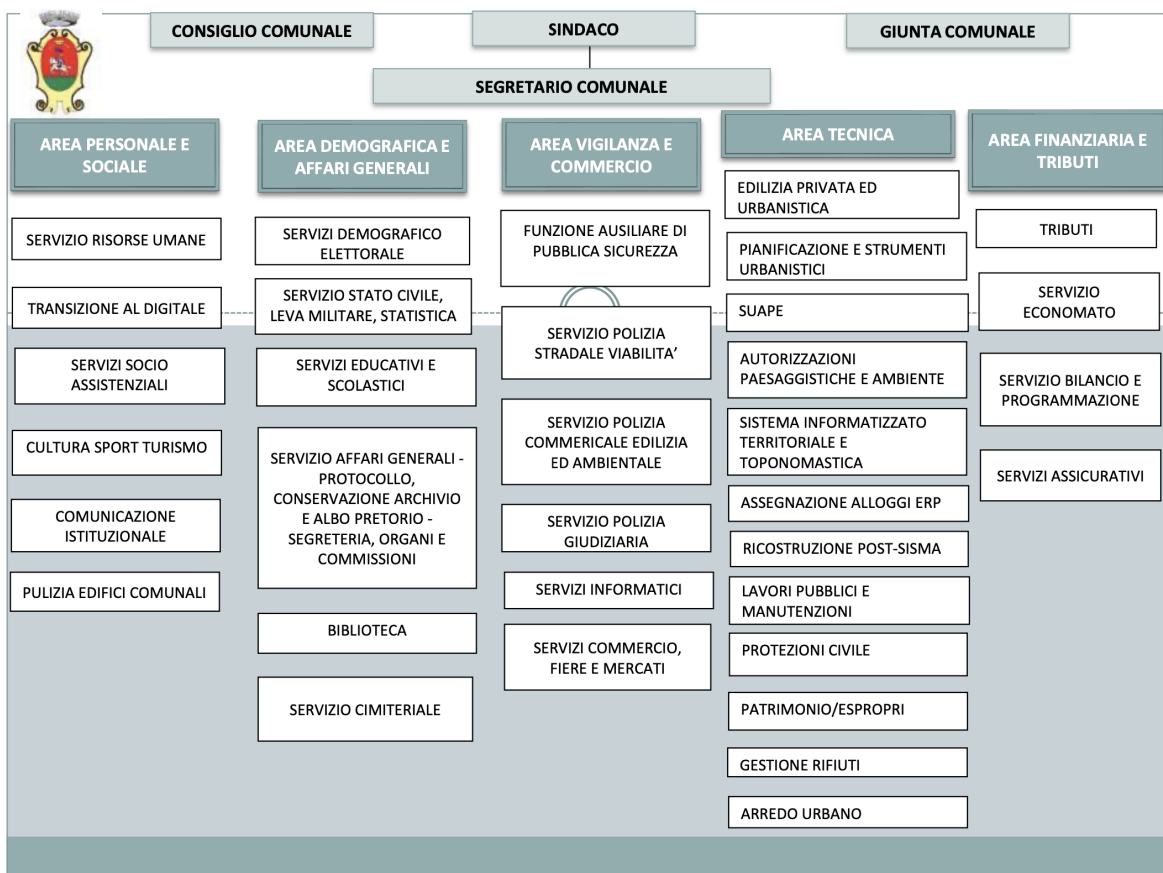 CONSIGLIO COMUNALE
SINDACO
GIUNTA COMUNALE
SEGRETARIO COMUNALE
AREA PERSONALE E
SOCIALE
SERVIZIO RISORSE UMANE
TRANSIZIONE AL DIGITALE
SERVIZI SOCIO
ASSISTENZIALI
CULTURA SPORT TURISMO
COMUNICAZIONE
ISTITUZIONALE
PULIZIA EDIFICI COMUNALI
AREA DEMOGRAFICA E
AFFARI GENERALI
SERVIZI DEMOGRAFICO
ELETTORALE
SERVIZIO STATO CIVILE,
LEVA MILITARE, STATISTICA
SERVIZI EDUCATIVI E
SCOLASTICI
SERVIZIO AFFARI GENERALI -
PROTOCOLLO,
CONSERVAZIONE ARCHIVIO
E ALBO PRETORIO -
SEGRETERIA, ORGANI E
COMMISSIONI
BIBLIOTECA
SERVIZIO CIMITERIALE
AREA VIGILANZA E
COMMERCIO
FUNZIONE AUSILIARE DI
PUBBLICA SICUREZZA
SERVIZIO POLIZIA
STRADALE VIABILITA’
SERVIZIO POLIZIA
COMMERICALE EDILIZIA
ED AMBIENTALE
SERVIZIO POLIZIA
GIUDIZIARIA
SERVIZI INFORMATICI
SERVIZI COMMERCIO,
FIERE E MERCATI
AREA TECNICA
EDILIZIA PRIVATA ED
URBANISTICA
PIANIFICAZIONE E STRUMENTI
URBANISTICI
SUAPE
AUTORIZZAZIONI
PAESAGGISTICHE E AMBIENTE
SISTEMA INFORMATIZZATO
TERRITORIALE E
TOPONOMASTICA
ASSEGNAZIONE ALLOGGI ERP
RICOSTRUZIONE POST-SISMA
LAVORI PUBBLICI E
MANUTENZIONI
PROTEZIONI CIVILE
PATRIMONIO/ESPROPRI
GESTIONE RIFIUTI
ARREDO URBANO
AREA FINANZIARIA E
TRIBUTI
TRIBUTI
SERVIZIO
ECONOMATO
SERVIZIO BILANCIO E
PROGRAMMAZIONE
SERVIZI ASSICURATIVI